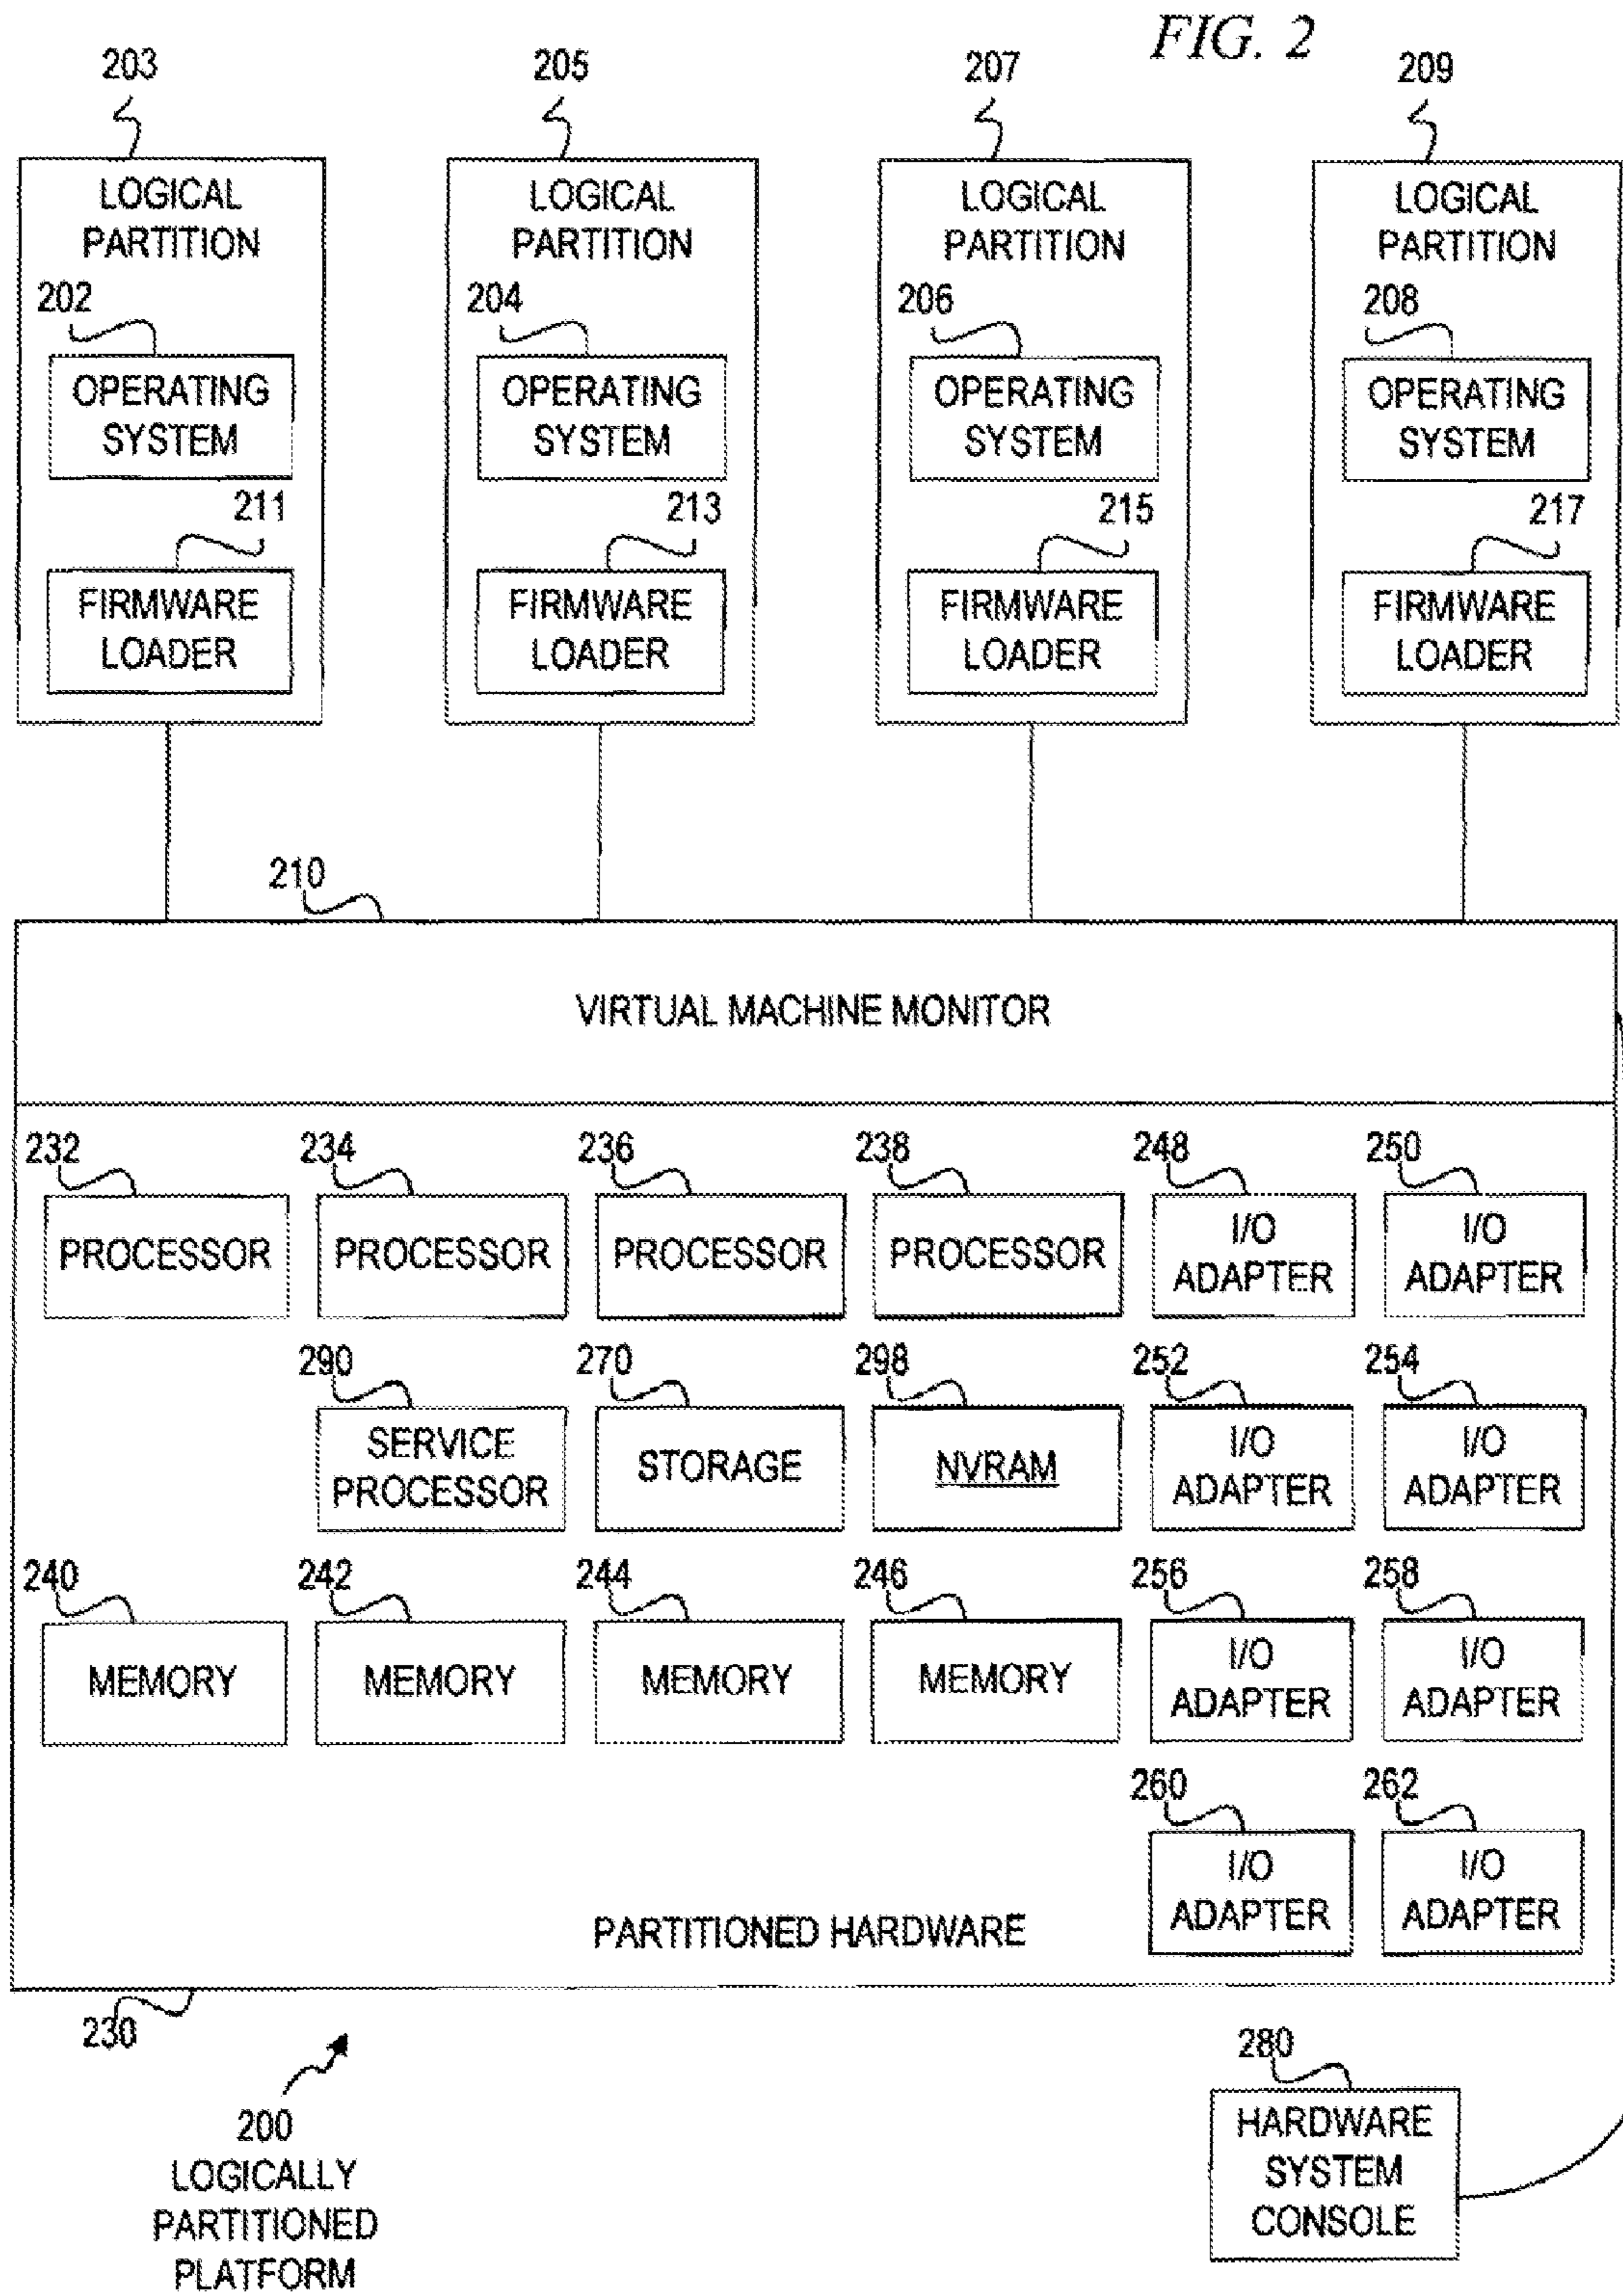 FIG. 2
203 205 207 209
LOGICAL PARTITION LOGICAL PARTITION LOGICAL PARTITION LOGICAL PARTITION
202 204 206 208
OPERATING SYSTEM OPERATING SYSTEM OPERATING SYSTEM OPERATING SYSTEM
211 213 215 217
FIRMWARE LOADER FIRMWARE LOADER FIRMWARE LOADER FIRMWARE LOADER
210
VIRTUAL MACHINE MONITOR
232 234 236 238 248 250
PROCESSOR PROCESSOR PROCESSOR PROCESSOR I/O ADAPTER I/O ADAPTER
290 270 298 252 254
SERVICE PROCESSOR STORAGE NVRAM I/O ADAPTER I/O ADAPTER
240 242 244 246 256 258
MEMORY MEMORY MEMORY MEMORY I/O ADAPTER I/O ADAPTER
260 262
I/O ADAPTER I/O ADAPTER
PARTITIONED HARDWARE
230
200
LOGICALLY
PARTITIONED
PLATFORM
280
HARDWARE
SYSTEM
CONSOLE